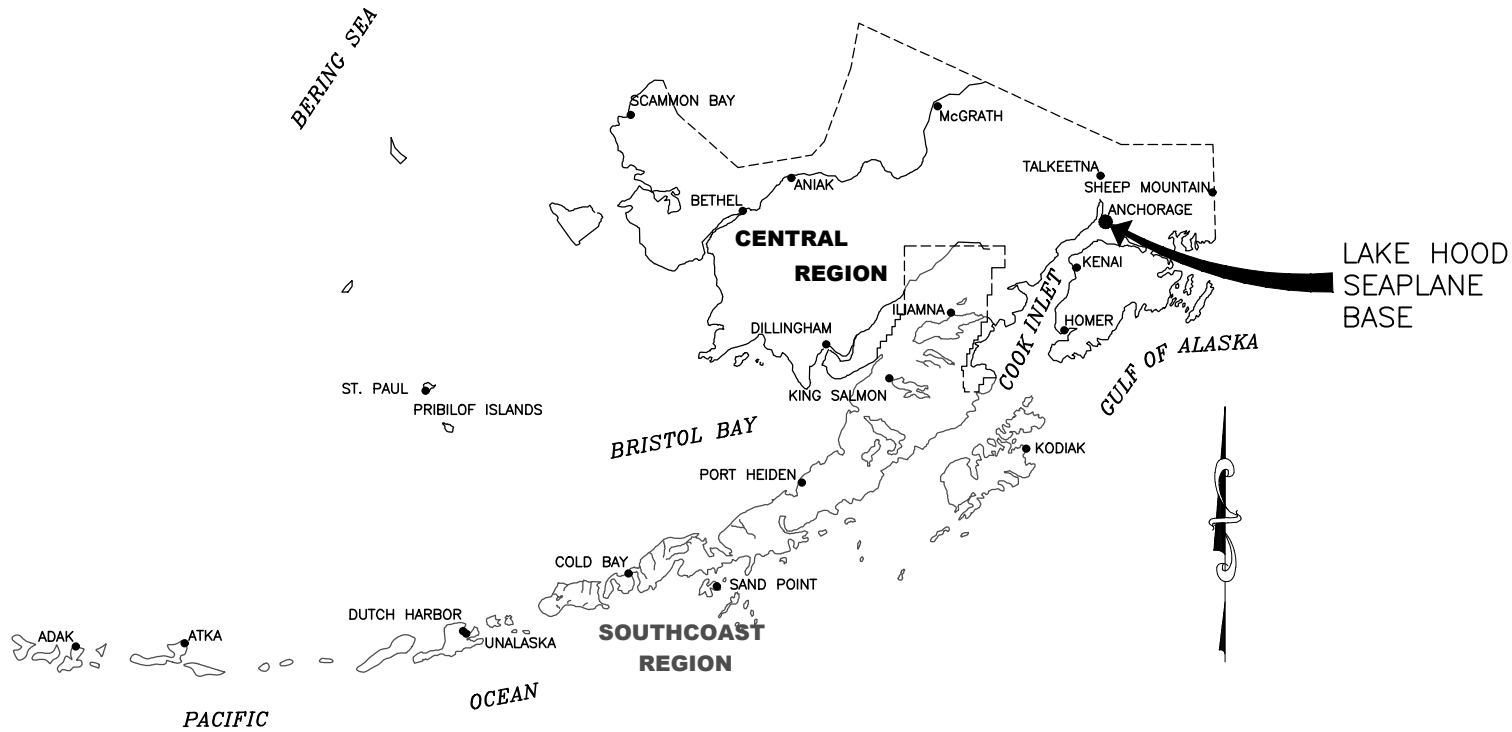 BERING SEA
SCAMMON BAY
McGRATH
TALKEETNA
SHEEP MOUNTAIN
ANIAK
BETHEL
ANCHORAGE
CENTRAL
REGION
LAKE HOOD
SEAPLANE
BASE
KENAI
COOK INLET
ILIAMNA
HOMER
DILLINGHAM
GULF OF ALASKA
ST. PAUL
PRIBILOF ISLANDS
KING SALMON
BRISTOL BAY
KODIAK
PORT HEIDEN
COLD BAY
SAND POINT
DUTCH HARBOR
UNALASKA
ADAK
ATKA
SOUTHCOAST
REGION
PACIFIC
OCEAN